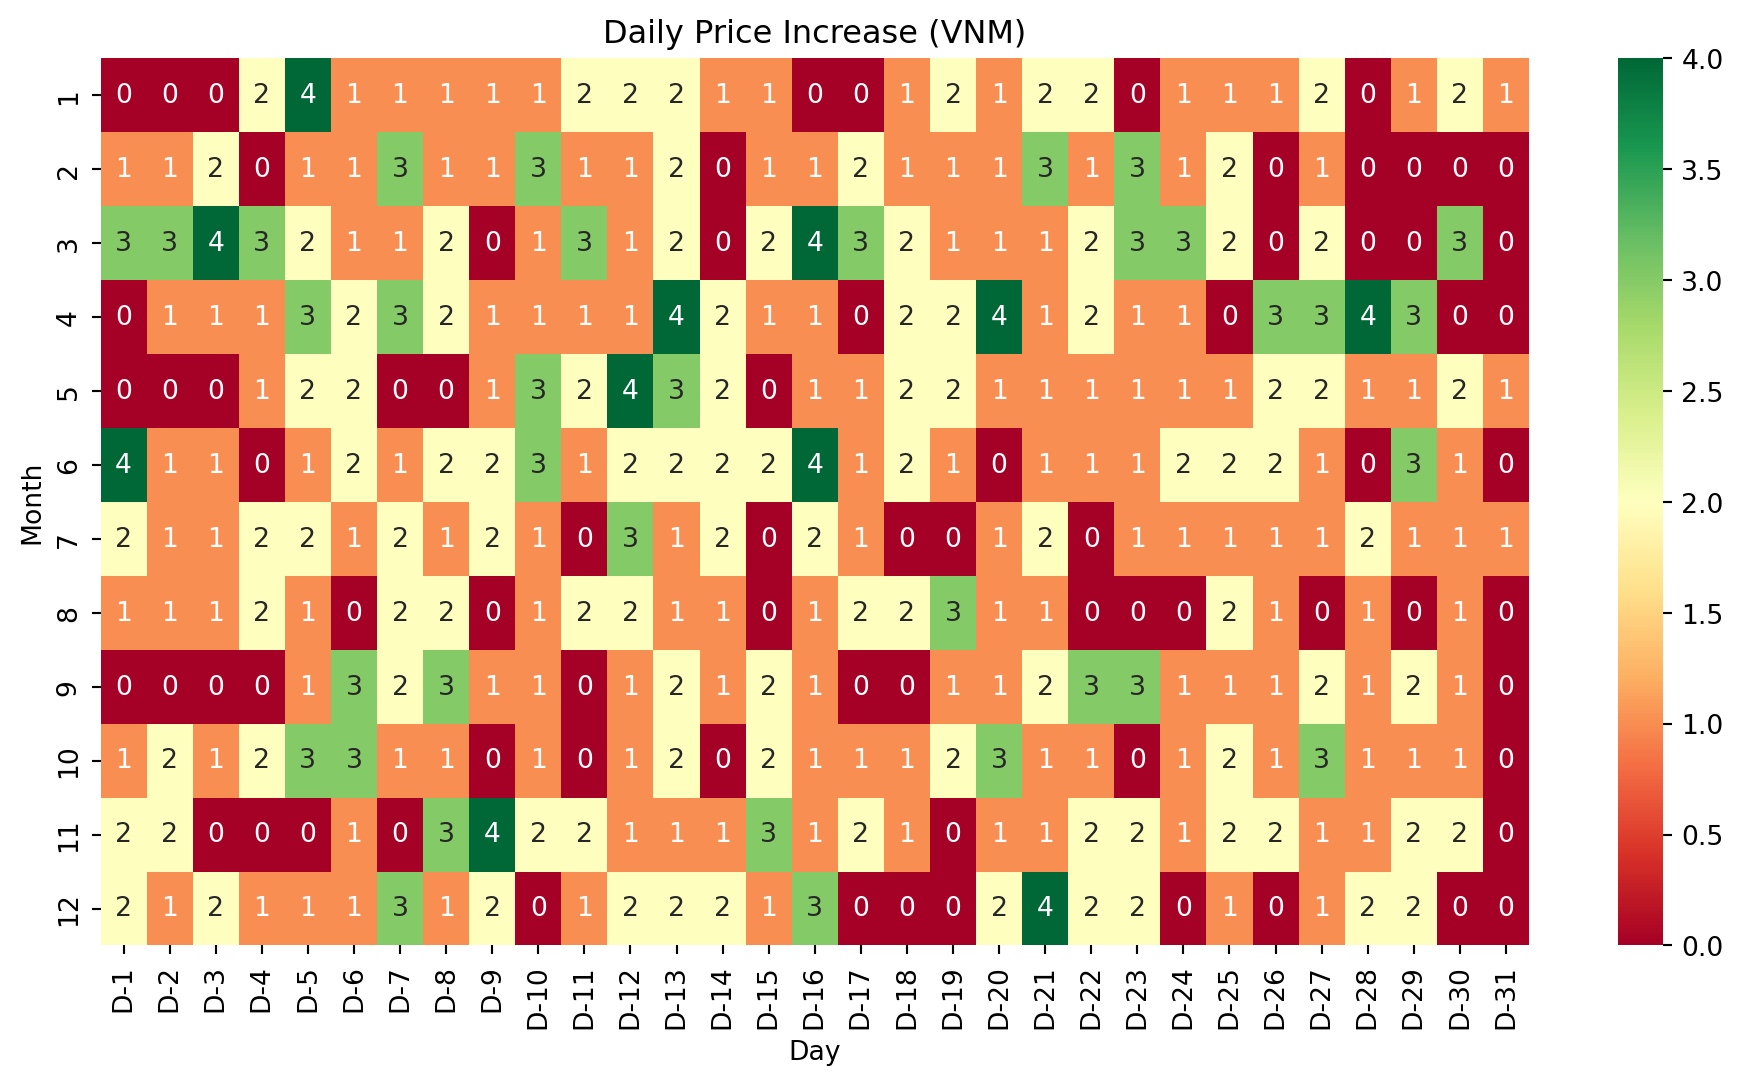 Daily Price Increase (VNM)
1 0 0 0 2 4 1 1 1 1 1 2 2 2 1 1 0 0 1 2 1 2 2 0 1 1 1 2 0 1 2 1
2 1 1 2 0 1 1 3 1 1 3 1 1 2 0 1 1 2 1 1 1 3 1 3 1 2 0 1 0 0 0 0
3 3 3 4 3 2 1 1 2 0 1 3 1 2 0 2 4 3 2 1 1 1 2 3 3 2 0 2 0 0 3 0
4 0 1 1 1 3 2 3 2 1 1 1 1 4 2 1 1 0 2 2 4 1 2 1 1 0 3 3 4 3 0 0
5 0 0 0 1 2 2 0 0 1 3 2 4 3 2 0 1 1 2 2 1 1 1 1 1 1 2 2 1 1 2 1
6 4 1 1 0 1 2 1 2 2 3 1 2 2 2 2 4 1 2 1 0 1 1 1 2 2 2 1 0 3 1 0
7 2 1 1 2 2 1 2 1 2 1 0 3 1 2 0 2 1 0 0 1 2 0 1 1 1 1 1 2 1 1 1
8 1 1 1 2 1 0 2 2 0 1 2 2 1 1 0 1 2 2 3 1 1 0 0 0 2 1 0 1 0 1 0
9 0 0 0 0 1 3 2 3 1 1 0 1 2 1 2 1 0 0 1 1 2 3 3 1 1 1 2 1 2 1 0
10 1 2 1 2 3 3 1 1 0 1 0 1 2 0 2 1 1 1 2 3 1 1 0 1 2 1 3 1 1 1 0
11 2 2 0 0 0 1 0 3 4 2 2 1 1 1 3 1 2 1 0 1 1 2 2 1 2 2 1 1 2 2 0
12 2 1 2 1 1 1 3 1 2 0 1 2 2 2 1 3 0 0 0 2 4 2 2 0 1 0 1 2 2 0 0
Month
D-1 D-2 D-3 D-4 D-5 D-6 D-7 D-8 D-9 D-10 D-11 D-12 D-13 D-14 D-15 D-16 D-17 D-18 D-19 D-20 D-21 D-22 D-23 D-24 D-25 D-26 D-27 D-28 D-29 D-30 D-31
Day
4.0
3.5
3.0
2.5
2.0
1.5
1.0
0.5
0.0